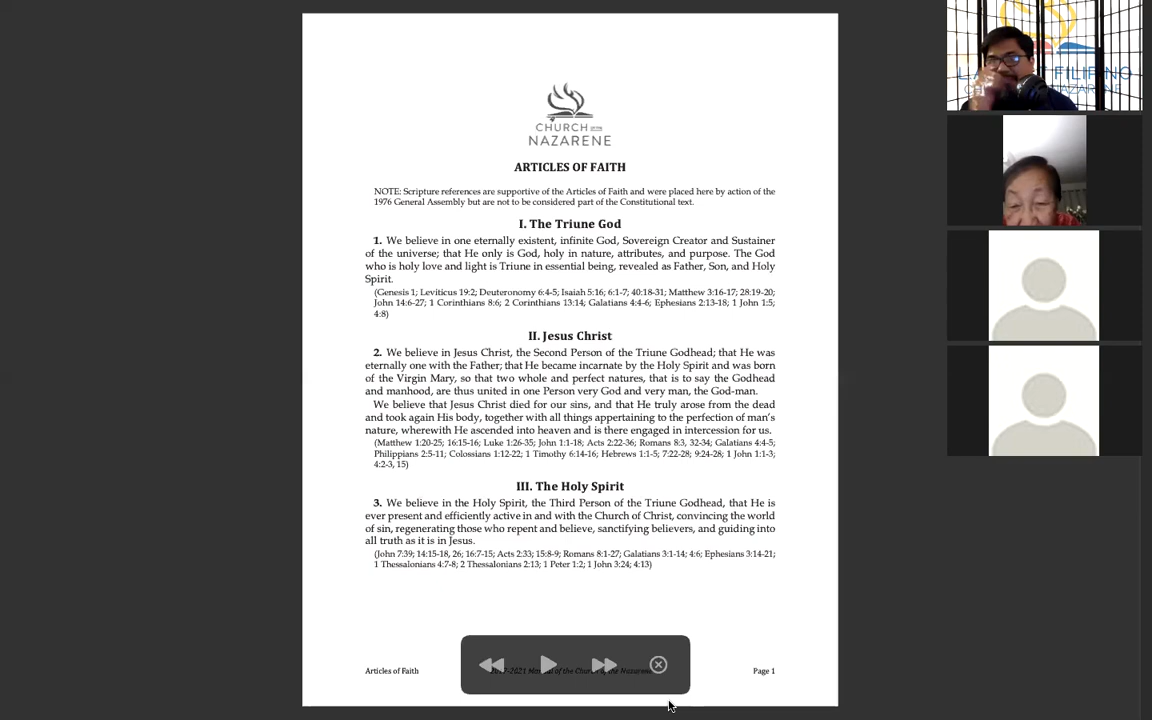 CHURCH OF THE
NAZARENE
ARTICLES OF FAITH
NOTE: Scripture references are supportive of the Articles of Faith and were placed here by action of the
1976 General Assembly but are not to be considered part of the Constitutional text.
I. The Triune God
1. We believe in one eternally existent, infinite God, Sovereign Creator and Sustainer
of the universe; that He only is God, holy in nature, attributes, and purpose. The God
who is holy love and light is Triune in essential being, revealed as Father, Son, and Holy
Spirit.
(Genesis 1; Leviticus 19:2; Deuteronomy 6:4-5; Isaiah 5:16; 6:1-7; 40:18-31; Matthew 3:16-17; 28:19-20;
John 14:6-27; 1 Corinthians 8:6; 2 Corinthians 13:14; Galatians 4:4-6; Ephesians 2:13-18; 1 John 1:5;
4:8)
II. Jesus Christ
2. We believe in Jesus Christ, the Second Person of the Triune Godhead; that He was
eternally one with the Father; that He became incarnate by the Holy Spirit and was born
of the Virgin Mary, so that two whole and perfect natures, that is to say the Godhead
and manhood, are thus united in one Person very God and very man, the God-man.
We believe that Jesus Christ died for our sins, and that He truly arose from the dead
and took again His body, together with all things appertaining to the perfection of man's
nature, wherewith He ascended into heaven and is there engaged in intercession for us.
(Matthew 1:20-25; 16:15-16; Luke 1:26-35; John 1:1-18; Acts 2:22-36; Romans 8:3, 32-34; Galatians 4:4-5;
Philippians 2:5-11; Colossians 1:12-22; 1 Timothy 6:14-16; Hebrews 1:1-5; 7:22-28; 9:24-28; 1 John 1:1-3;
4:2-3, 15)
III. The Holy Spirit
3. We believe in the Holy Spirit, the Third Person of the Triune Godhead, that He is
ever present and efficiently active in and with the Church of Christ, convincing the world
of sin, regenerating those who repent and believe, sanctifying believers, and guiding into
all truth as it is in Jesus.
(John 7:39; 14:15-18, 26; 16:7-15; Acts 2:33; 15:8-9; Romans 8:1-27; Galatians 3:1-14; 4:6; Ephesians 3:14-21;
1 Thessalonians 4:7-8; 2 Thessalonians 2:13; 1 Peter 1:2; 1 John 3:24; 4:13)
Articles of Faith 2017-2021 Manual of the Church of the Nazarene Page 1
FILIPINO